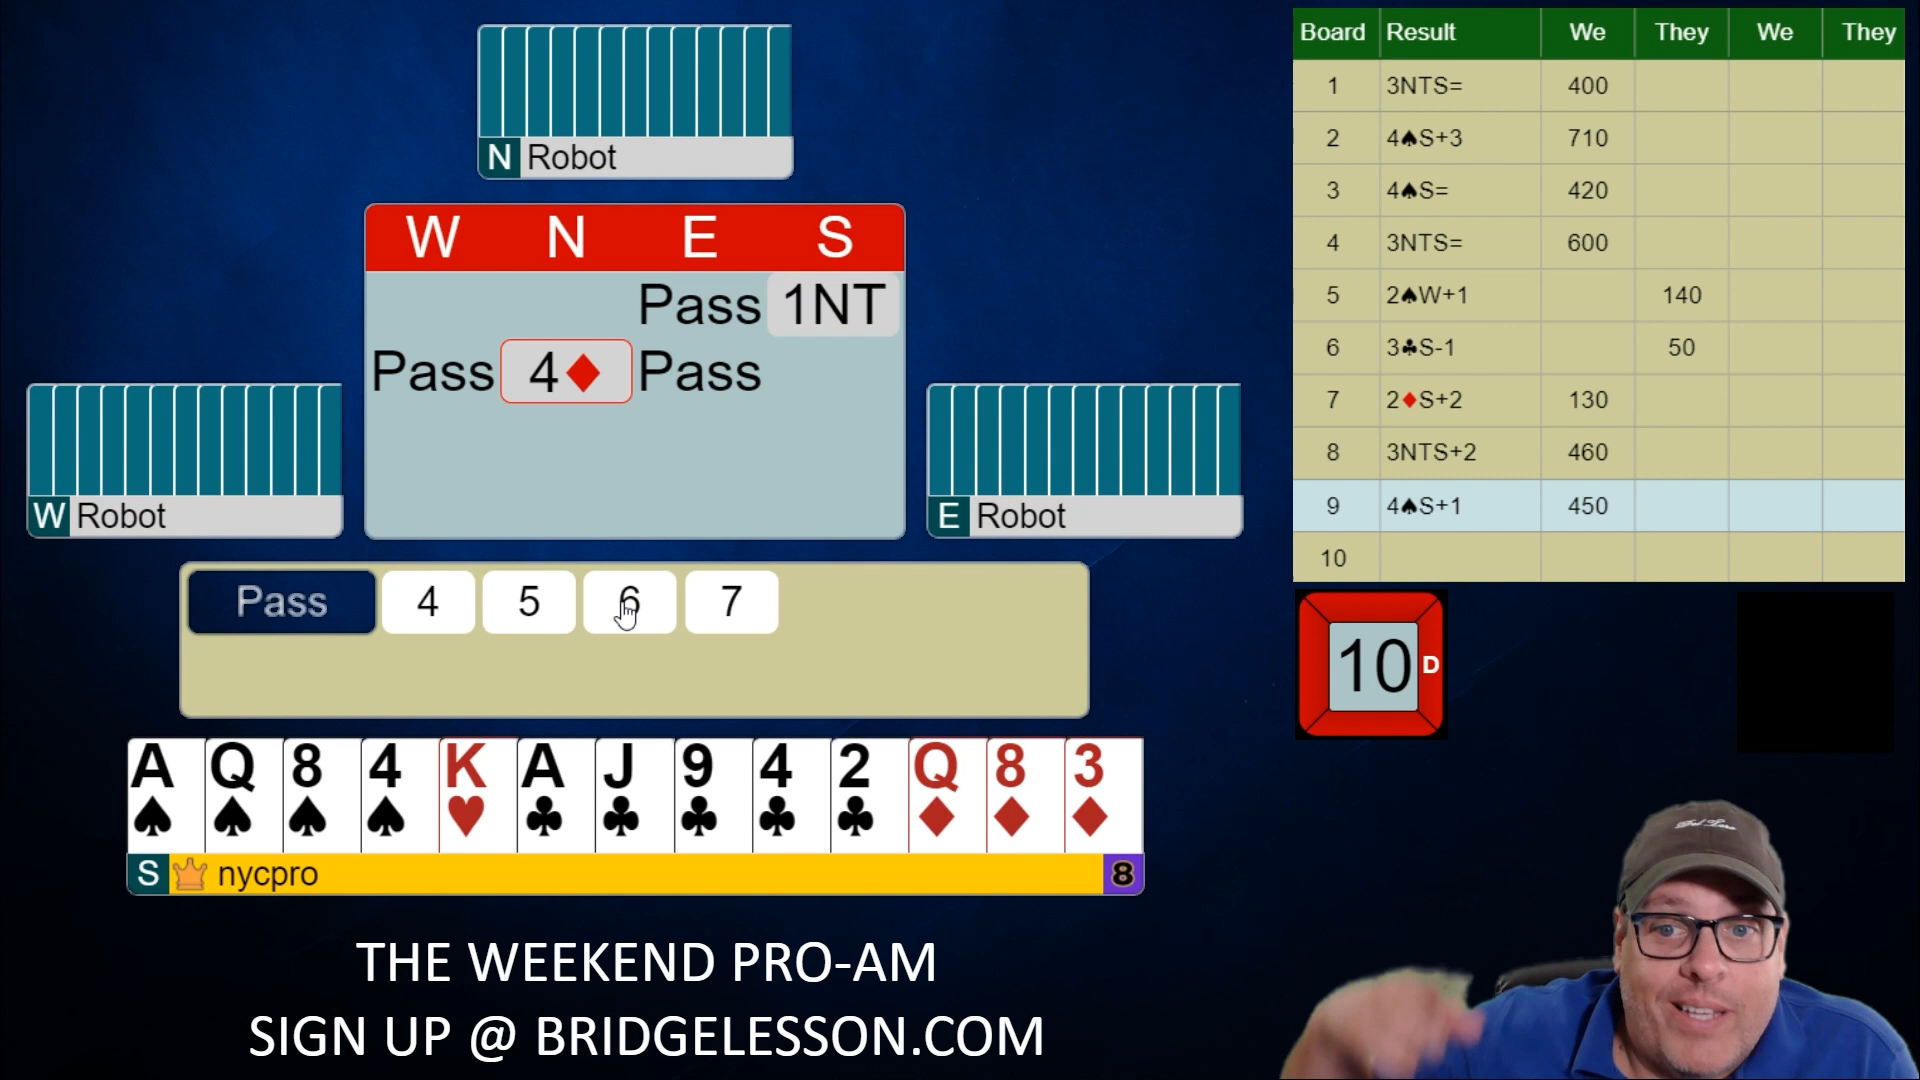 N Robot
W N E S
Pass 1NT
Pass 4♦ Pass
W Robot
E Robot
Pass 4 5 6 7
A♠ Q♠ 8♠ 4♠ K♥ A♣ J♣ 9♣ 4♣ 2♣ Q♦ 8♦ 3♦
S nycpro 8
THE WEEKEND PRO-AM
SIGN UP @ BRIDGELESSON.COM
Board Result We They We They
1 3NTS= 400
2 4♠S+3 710
3 4♠S= 420
4 3NTS= 600
5 2♠W+1 140
6 3♣S-1 50
7 2♦S+2 130
8 3NTS+2 460
9 4♠S+1 450
10
10 D